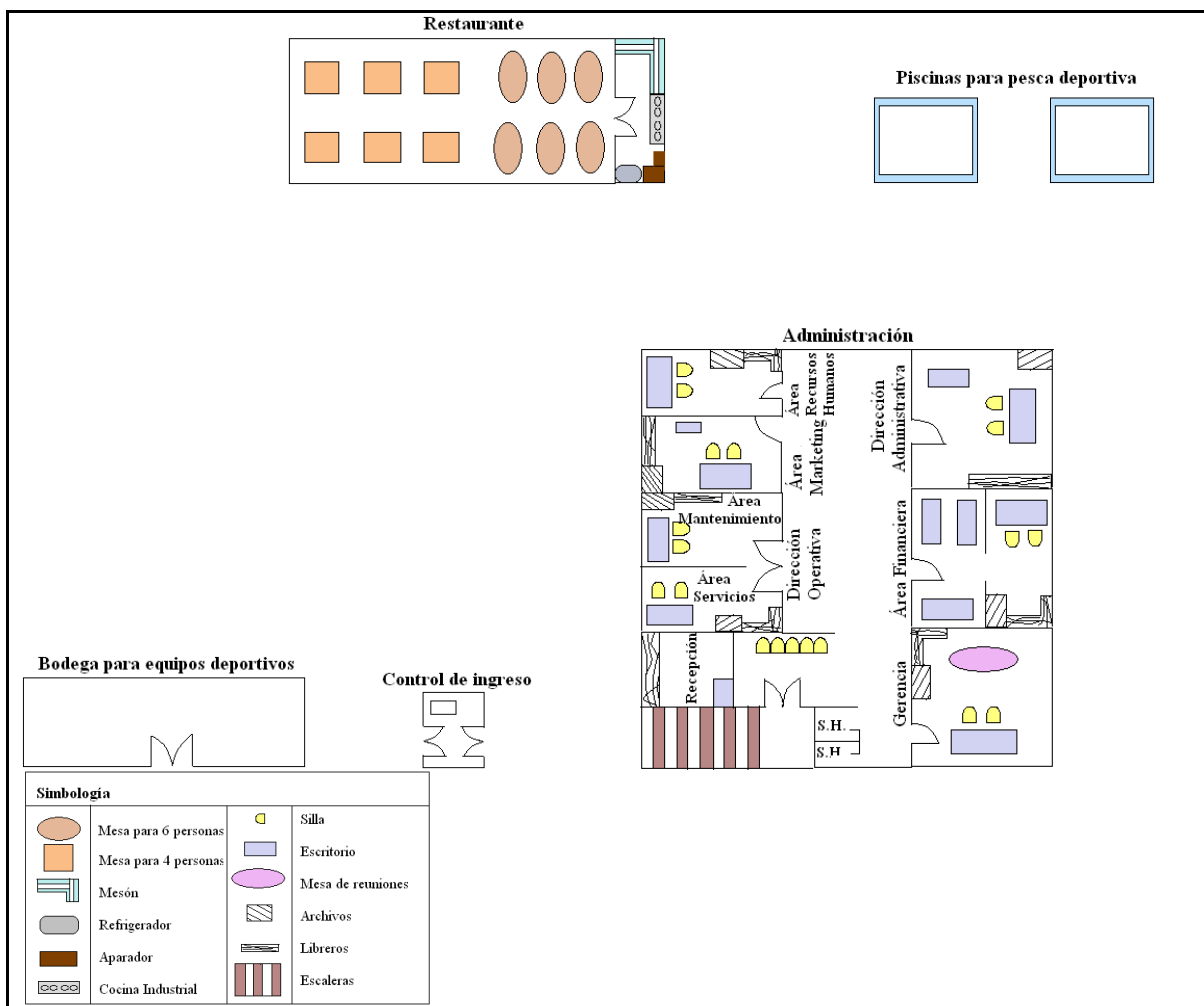 Restaurante
Piscinas para pesca deportiva
Administración
Área
Recursos
Humanos
Dirección
Administrativa
Área
Marketing
Área
Mantenimiento
Dirección
Operativa
Área Financiera
Área
Servicios
Recepción
Gerencia
S.H.
S.H
Bodega para equipos deportivos
Control de ingreso
Simbología
Mesa para 6 personas
Mesa para 4 personas
Mesón
Refrigerador
Aparador
Cocina Industrial
Silla
Escritorio
Mesa de reuniones
Archivos
Libreros
Escaleras